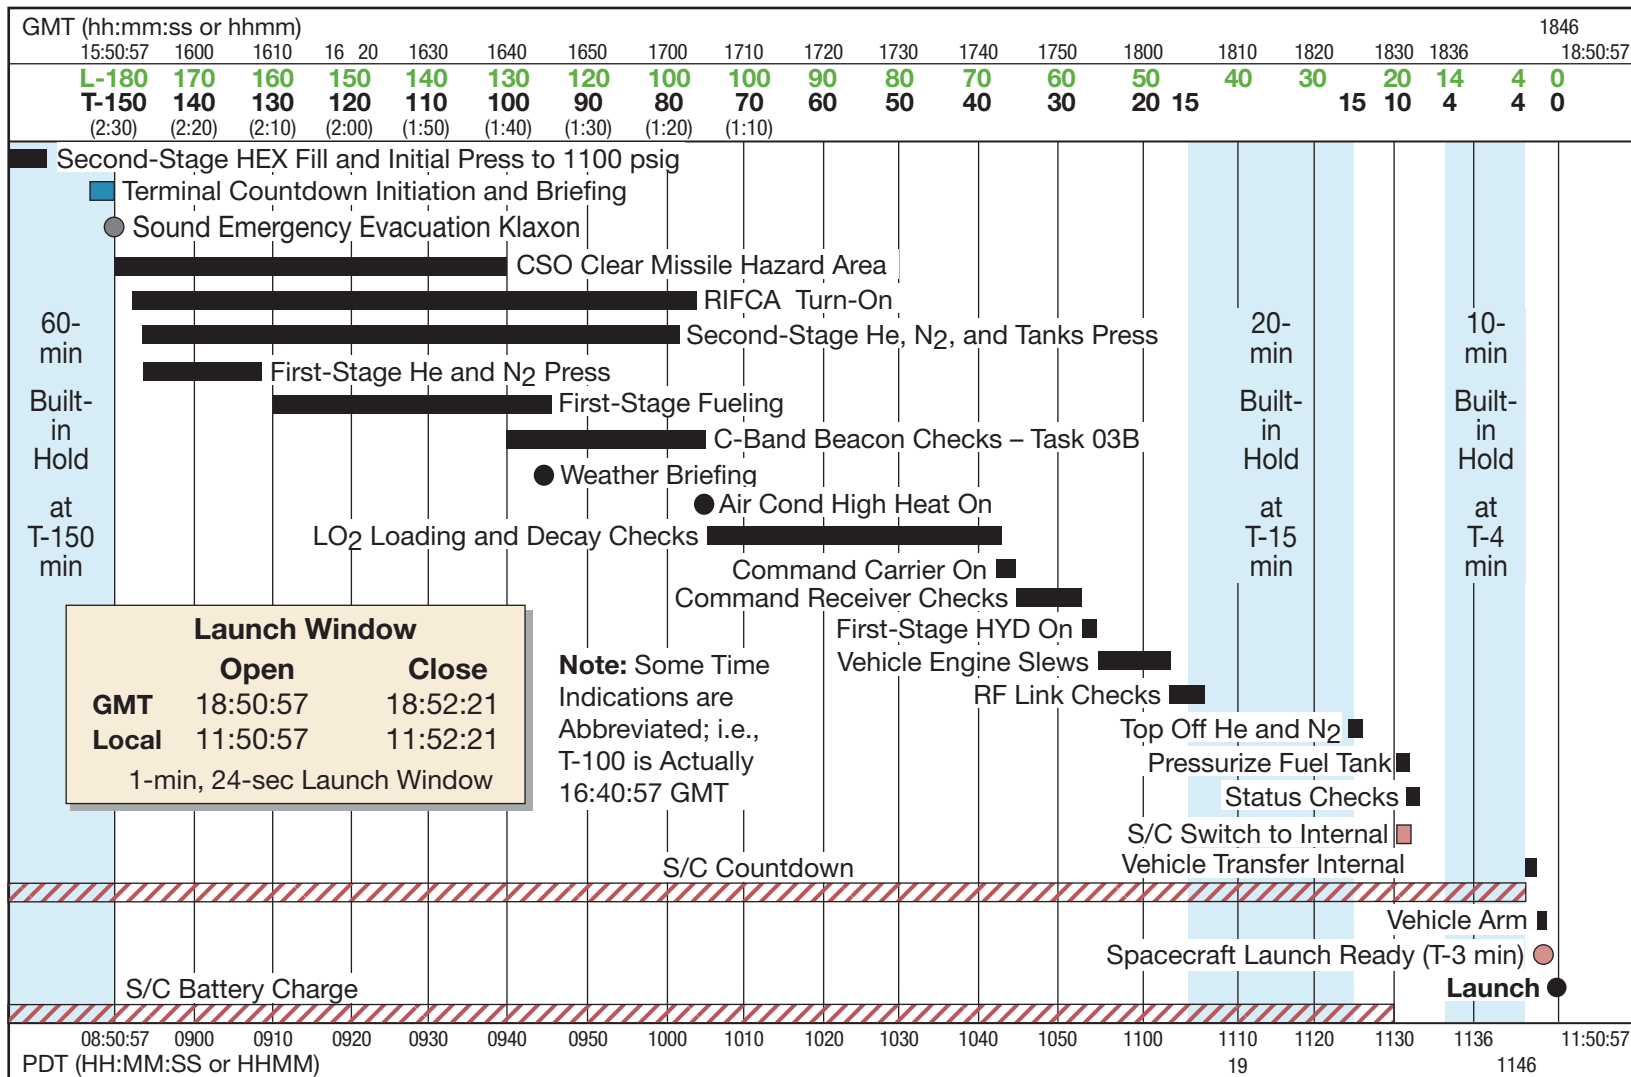 GMT (hh:mm:ss or hhmm)
1846
15:50:57 1600 1610 16 20 1630 1640 1650 1700 1710 1720 1730 1740 1750 1800 1810 1820 1830 1836 18:50:57
L-180 170 160 150 140 130 120 100 100 90 80 70 60 50 40 30 20 14 4 0
T-150 140 130 120 110 100 90 80 70 60 50 40 30 20 15 15 10 4 4 0
(2:30) (2:20) (2:10) (2:00) (1:50) (1:40) (1:30) (1:20) (1:10)
Second-Stage HEX Fill and Initial Press to 1100 psig
Terminal Countdown Initiation and Briefing
Sound Emergency Evacuation Klaxon
CSO Clear Missile Hazard Area
RIFCA Turn-On
Second-Stage He, N2, and Tanks Press
First-Stage He and N2 Press
First-Stage Fueling
C-Band Beacon Checks – Task 03B
Weather Briefing
Air Cond High Heat On
LO2 Loading and Decay Checks
Command Carrier On
Command Receiver Checks
First-Stage HYD On
Vehicle Engine Slews
RF Link Checks
Top Off He and N2
Pressurize Fuel Tank
Status Checks
S/C Switch to Internal
Vehicle Transfer Internal
S/C Countdown
Vehicle Arm
Spacecraft Launch Ready (T-3 min)
Launch
S/C Battery Charge
60-
min
Built-
in
Hold
at
T-150
min
20-
min
Built-
in
Hold
at
T-15
min
10-
min
Built-
in
Hold
at
T-4
min
Launch Window
Open Close
GMT 18:50:57 18:52:21
Local 11:50:57 11:52:21
1-min, 24-sec Launch Window
Note: Some Time
Indications are
Abbreviated; i.e.,
T-100 is Actually
16:40:57 GMT
08:50:57 0900 0910 0920 0930 0940 0950 1000 1010 1020 1030 1040 1050 1100 1110 1120 1130 1136 11:50:57
PDT (HH:MM:SS or HHMM)
19
1146